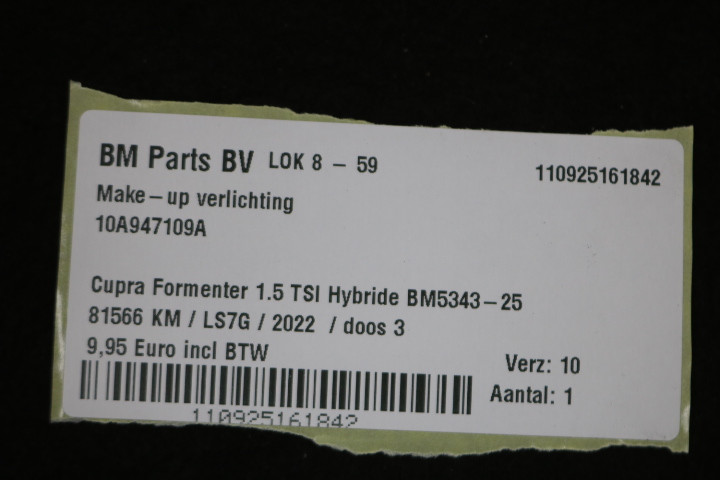 BM Parts BV LOK 8 - 59 110925161842
Make-up verlichting
10A947109A
Cupra Formenter 1.5 TSI Hybride BM5343-25
81566 KM / LS7G / 2022 / doos 3
9,95 Euro incl BTW
Verz: 10
Aantal: 1
110925161842